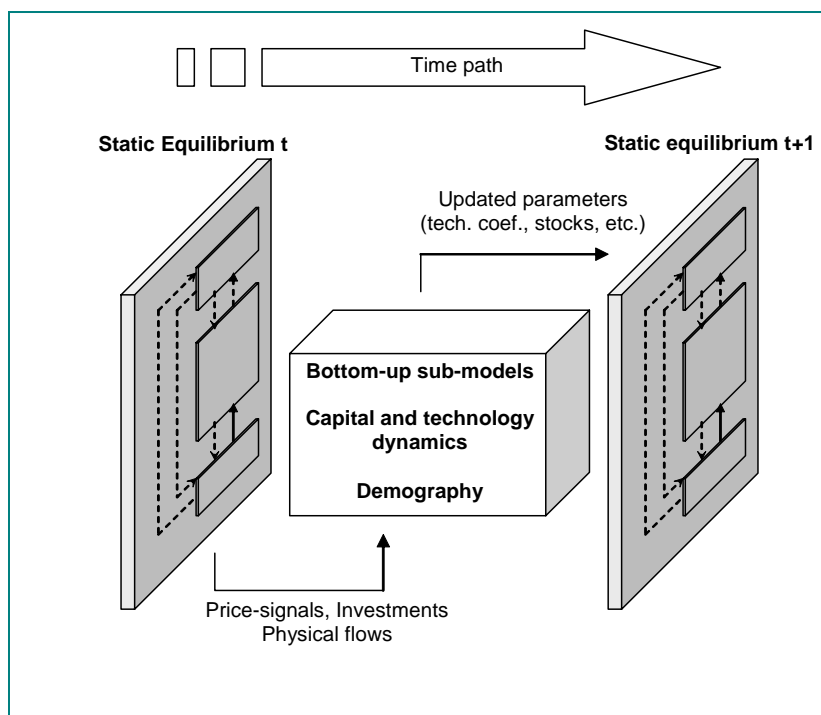 Time path
Static Equilibrium t
Static equilibrium t+1
Updated parameters
(tech. coef., stocks, etc.)
Bottom-up sub-models
Capital and technology
dynamics
Demography
Price-signals, Investments
Physical flows